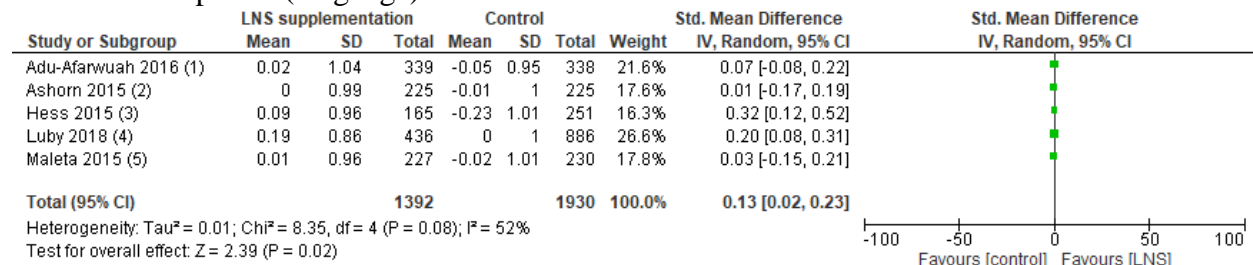 LNS supplementation Control Std. Mean Difference Std. Mean Difference
Study or Subgroup Mean SD Total Mean SD Total Weight IV, Random, 95% CI IV, Random, 95% CI
Adu-Afarwuah 2016 (1) 0.02 1.04 339 -0.05 0.95 338 21.6% 0.07 [-0.08, 0.22]
Ashorn 2015 (2) 0 0.99 225 -0.01 1 225 17.6% 0.01 [-0.17, 0.19]
Hess 2015 (3) 0.09 0.96 165 -0.23 1.01 251 16.3% 0.32 [0.12, 0.52]
Luby 2018 (4) 0.19 0.86 436 0 1 886 26.6% 0.20 [0.08, 0.31]
Maleta 2015 (5) 0.01 0.96 227 -0.02 1.01 230 17.8% 0.03 [-0.15, 0.21]
Total (95% CI) 1392 1930 100.0% 0.13 [0.02, 0.23]
Heterogeneity: Tau² = 0.01; Chi² = 8.35, df = 4 (P = 0.08); I² = 52%
Test for overall effect: Z = 2.39 (P = 0.02)
-100 -50 0 50 100
Favours [control] Favours [LNS]